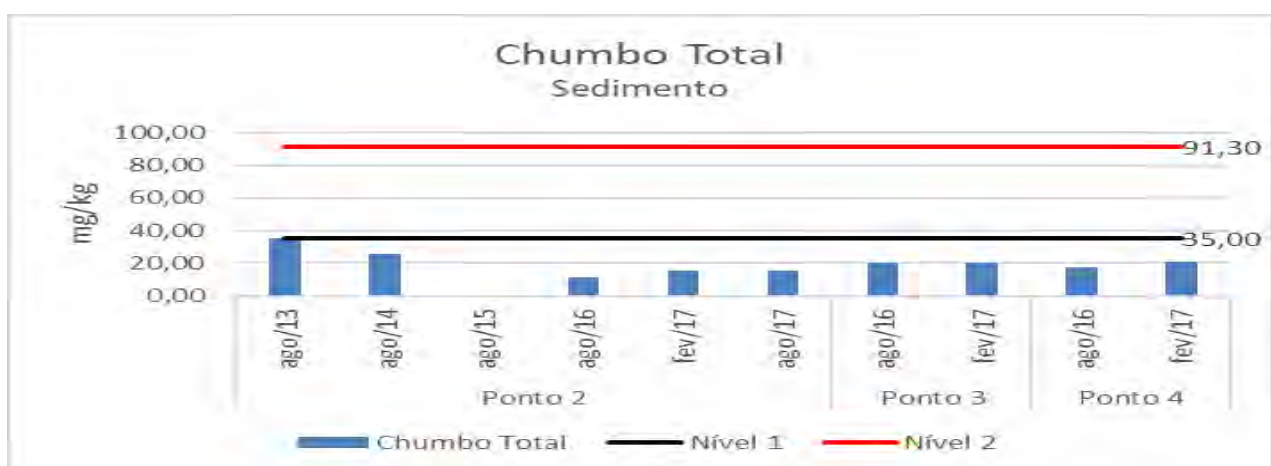 Chumbo Total
Sedimento
mg/kg
100,00
80,00
60,00
40,00
20,00
0,00
91,30
35,00
ago/13
ago/14
ago/15
ago/16
fev/17
ago/17
ago/16
fev/17
ago/16
fev/17
Ponto 2
Ponto 3
Ponto 4
Chumbo Total
Nível 1
Nível 2